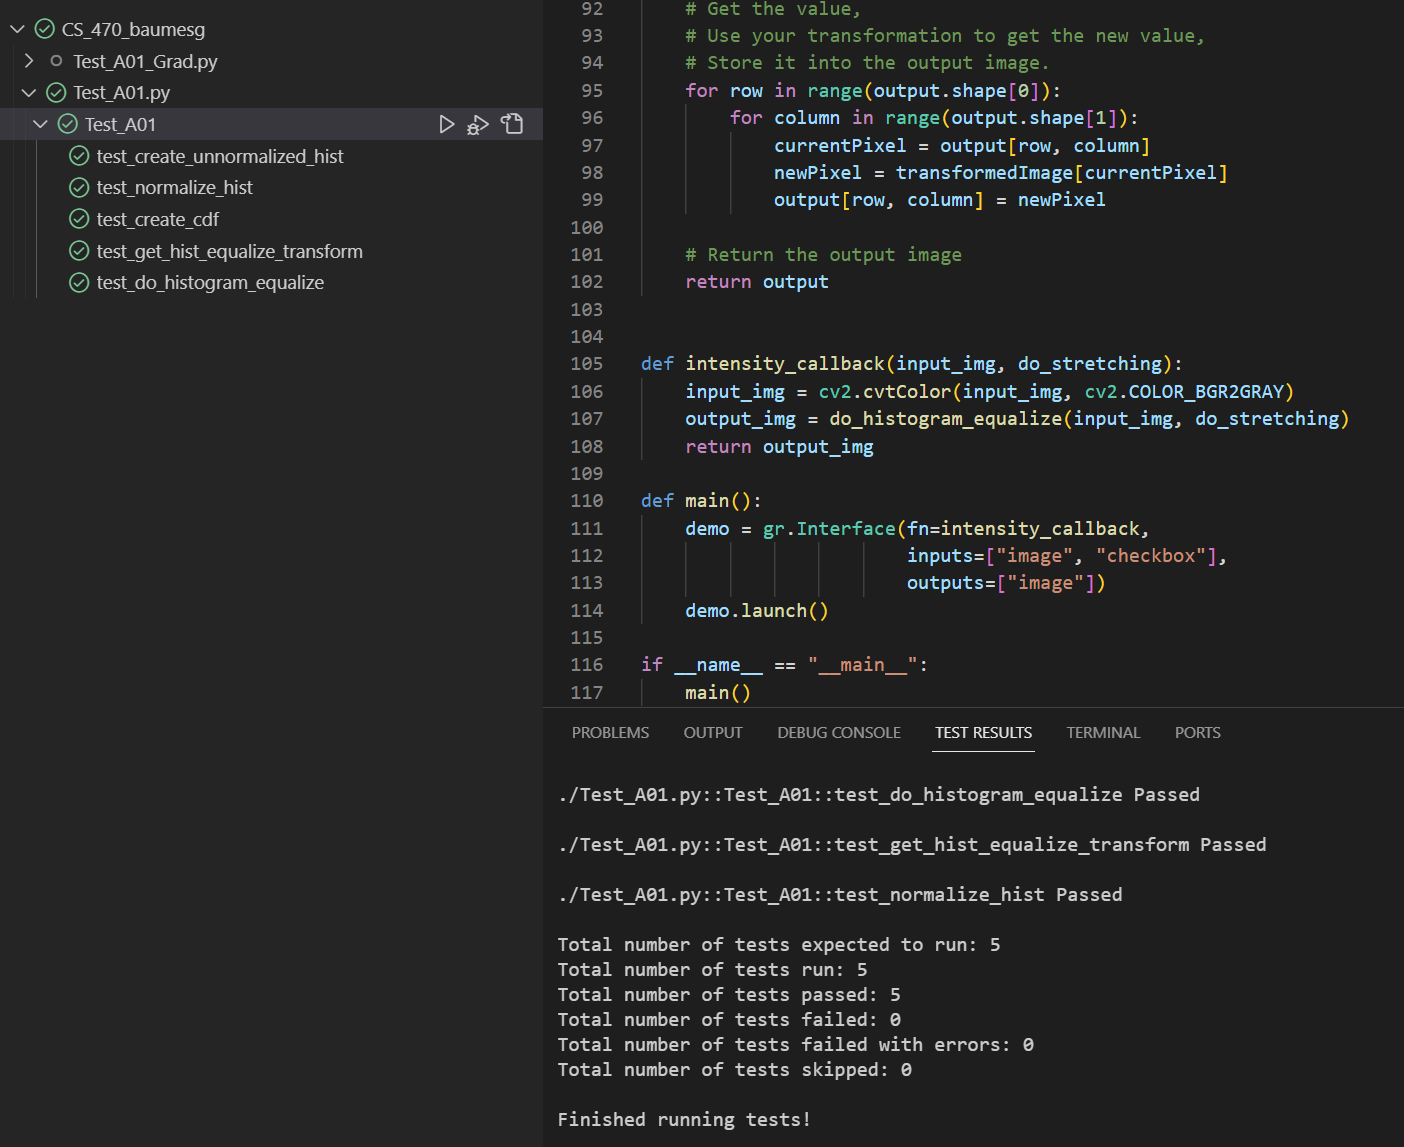 CS_470_baumesg
Test_A01_Grad.py
Test_A01.py
Test_A01
test_create_unnormalized_hist
test_normalize_hist
test_create_cdf
test_get_hist_equalize_transform
test_do_histogram_equalize
92 # Get the value,
93 # Use your transformation to get the new value,
94 # Store it into the output image.
95 for row in range(output.shape[0]):
96 for column in range(output.shape[1]):
97 currentPixel = output[row, column]
98 newPixel = transformedImage[currentPixel]
99 output[row, column] = newPixel
100
101 # Return the output image
102 return output
103
104
105 def intensity_callback(input_img, do_stretching):
106 input_img = cv2.cvtColor(input_img, cv2.COLOR_BGR2GRAY)
107 output_img = do_histogram_equalize(input_img, do_stretching)
108 return output_img
109
110 def main():
111 demo = gr.Interface(fn=intensity_callback,
112 inputs=["image", "checkbox"],
113 outputs=["image"])
114 demo.launch()
115
116 if __name__ == "__main__":
117 main()
PROBLEMS OUTPUT DEBUG CONSOLE TEST RESULTS TERMINAL PORTS
./Test_A01.py::Test_A01::test_do_histogram_equalize Passed
./Test_A01.py::Test_A01::test_get_hist_equalize_transform Passed
./Test_A01.py::Test_A01::test_normalize_hist Passed
Total number of tests expected to run: 5
Total number of tests run: 5
Total number of tests passed: 5
Total number of tests failed: 0
Total number of tests failed with errors: 0
Total number of tests skipped: 0
Finished running tests!